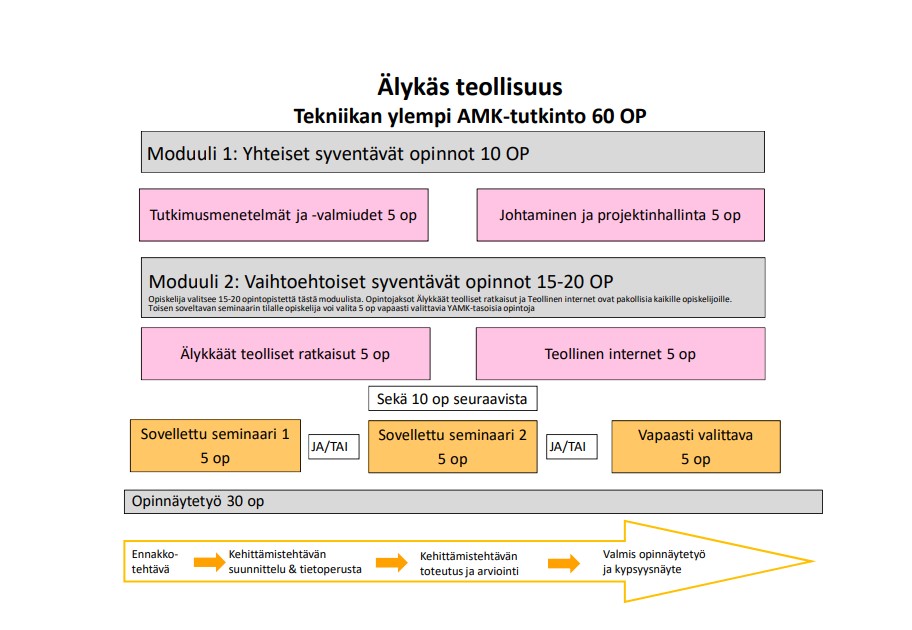 Älykäs teollisuus
Tekniikan ylempi AMK-tutkinto 60 OP
Moduuli 1: Yhteiset syventävät opinnot 10 OP
Tutkimusmenetelmät ja -valmiudet 5 op
Johtaminen ja projektinhallinta 5 op
Moduuli 2: Vaihtoehtoiset syventävät opinnot 15-20 OP
Opiskelija valitsee 15-20 opintopistettä tästä moduulista. Opintojaksot Älykkäät teolliset ratkaisut ja Teollinen internet ovat pakollisia kaikille opiskelijoille.
Toisen soveltavan seminaarin tilalle opiskelija voi valita 5 op vapaasti valittavia YAMK-tasoisia opintoja
Älykkäät teolliset ratkaisut 5 op
Teollinen internet 5 op
Sekä 10 op seuraavista
Sovellettu seminaari 1
5 op
JA/TAI
Sovellettu seminaari 2
5 op
JA/TAI
Vapaasti valittava
5 op
Opinnäytetyö 30 op
Ennakko-
tehtävä
Kehittämistehtävän
suunnittelu & tietoperusta
Kehittämistehtävän
toteutus ja arviointi
Valmis opinnäytetyö
ja kypsyysnäyte